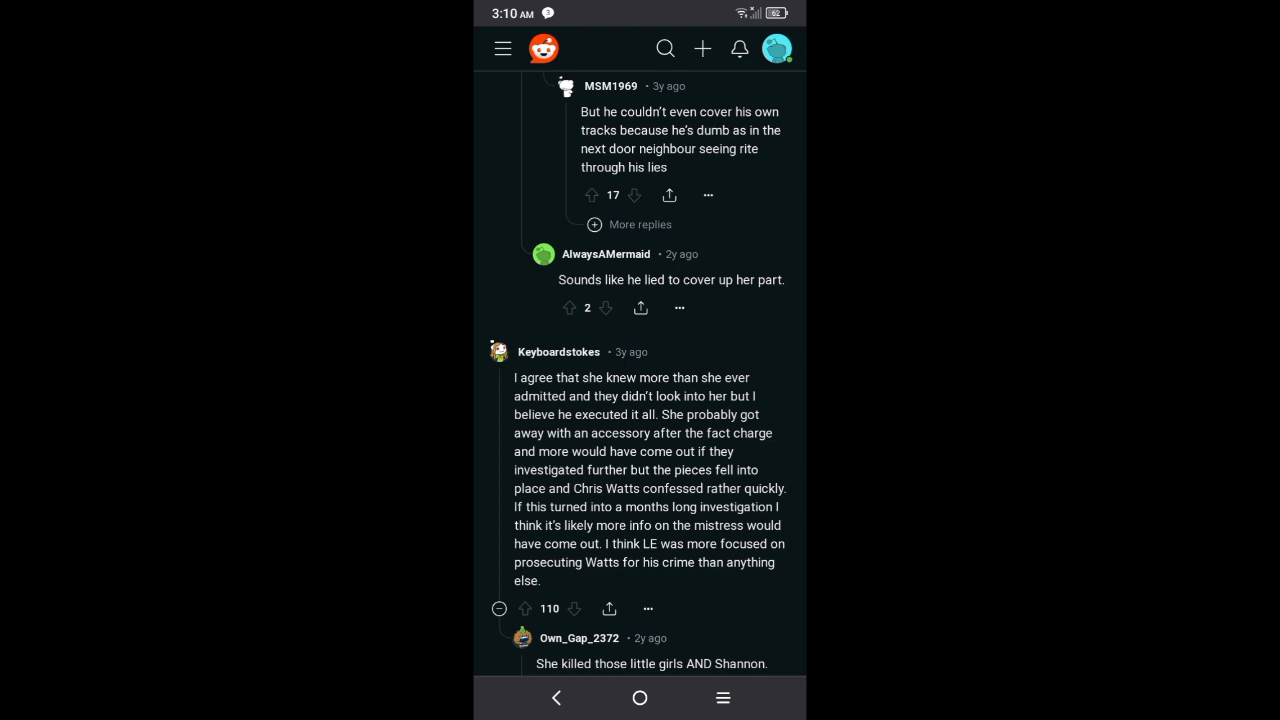 3:10 AM 3
62
MSM1969 • 3y ago
But he couldn't even cover his own
tracks because he's dumb as in the
next door neighbour seeing rite
through his lies
17
More replies
AlwaysAMermaid • 2y ago
Sounds like he lied to cover up her part.
2
Keyboardstokes • 3y ago
I agree that she knew more than she ever
admitted and they didn't look into her but I
believe he executed it all. She probably got
away with an accessory after the fact charge
and more would have come out if they
investigated further but the pieces fell into
place and Chris Watts confessed rather quickly.
If this turned into a months long investigation I
think it's likely more info on the mistress would
have come out. I think LE was more focused on
prosecuting Watts for his crime than anything
else.
110
Own_Gap_2372 • 2y ago
She killed those little girls AND Shannon.